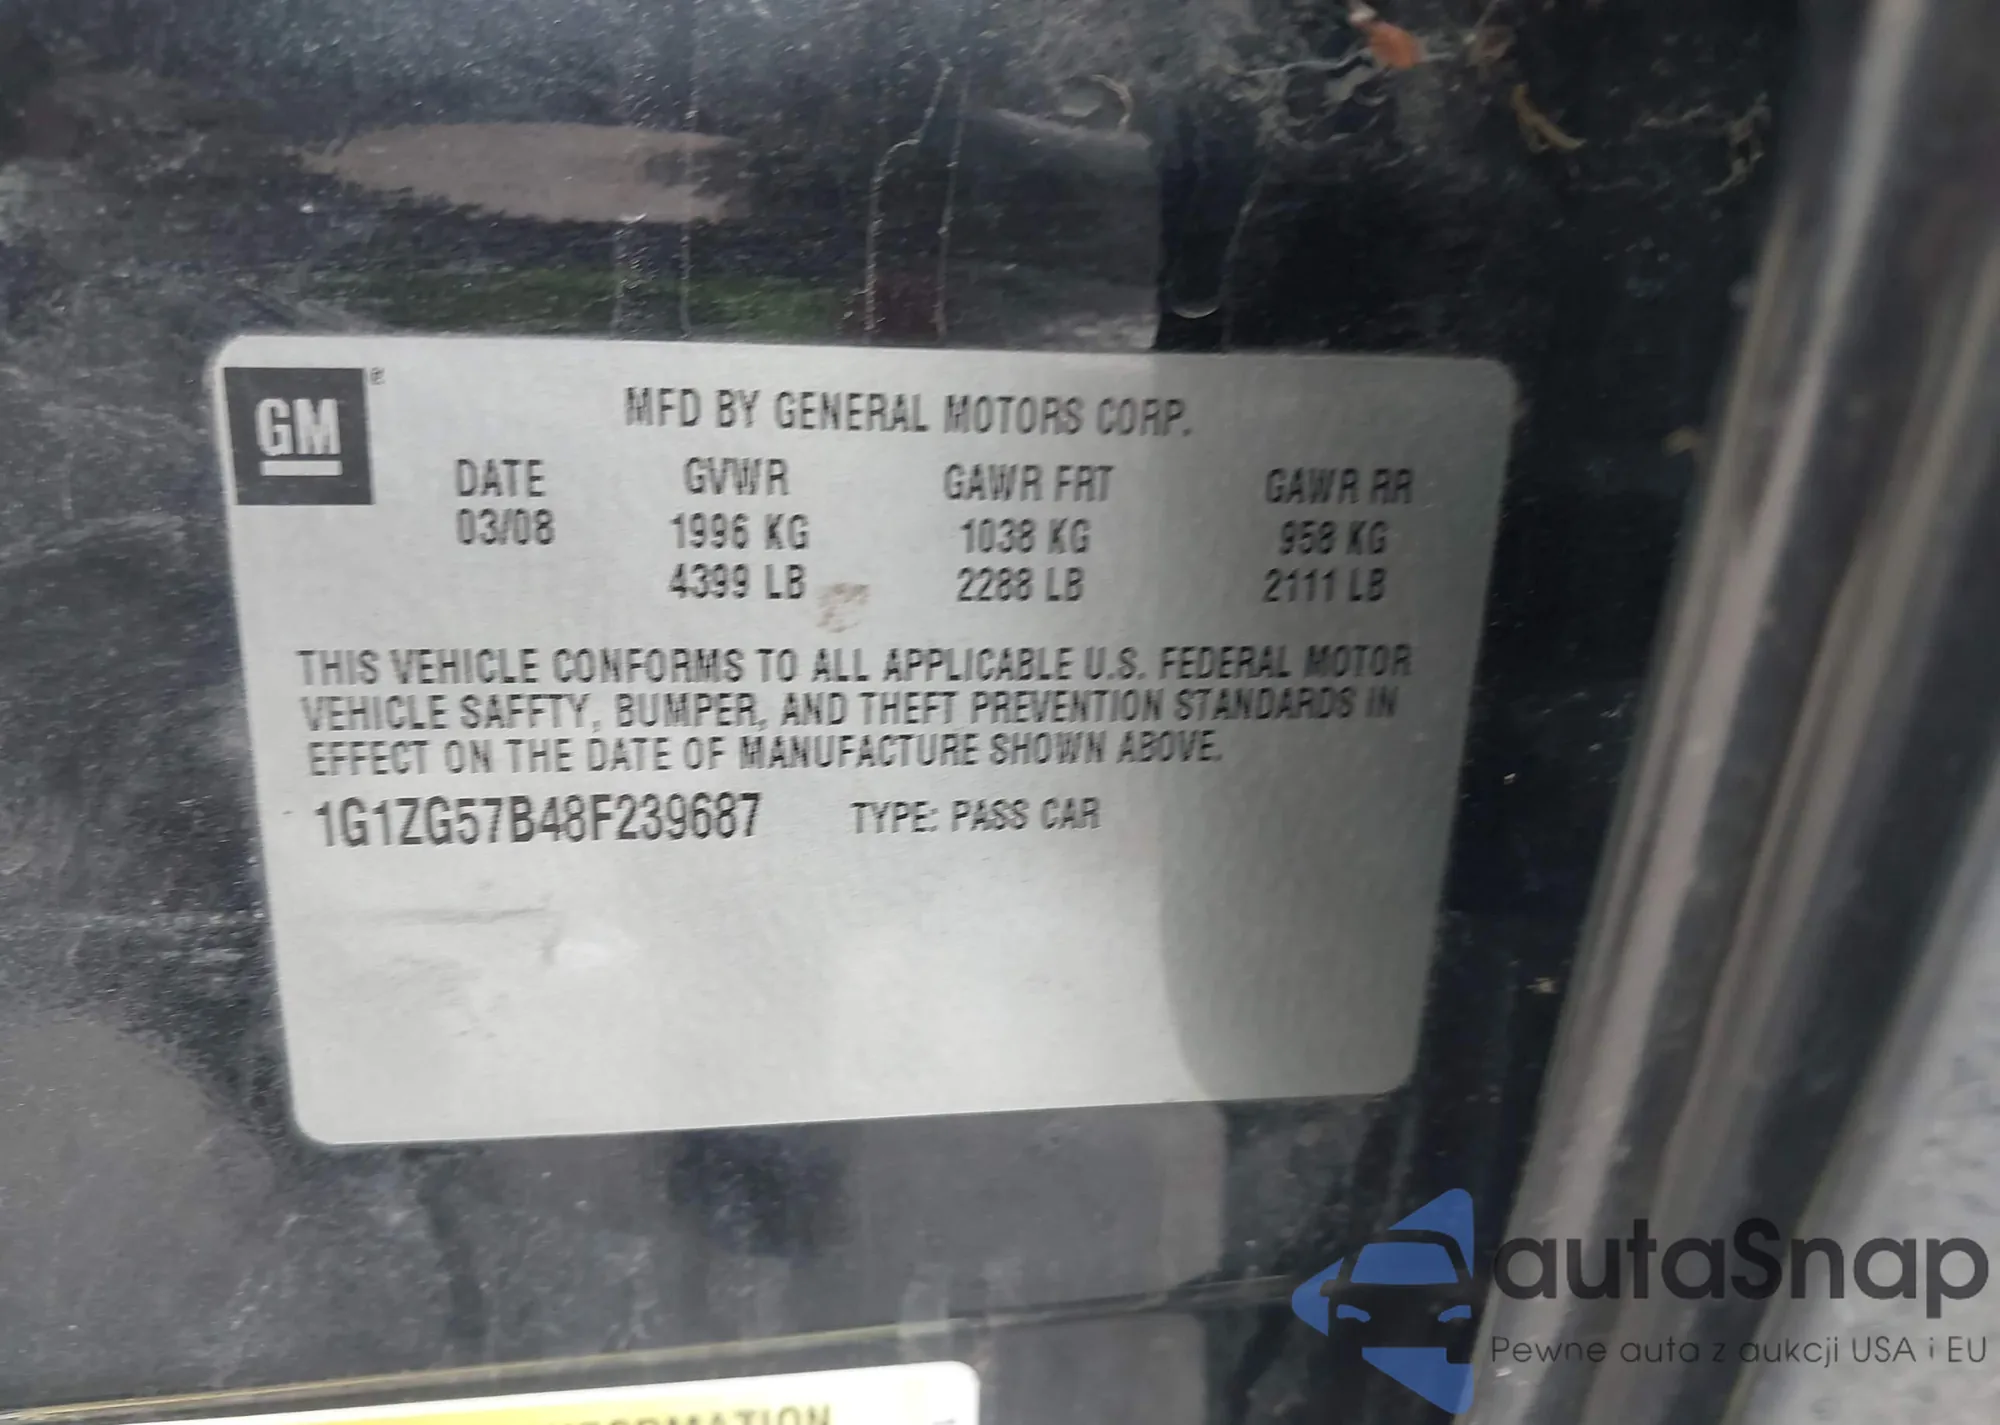 GM
MFD BY GENERAL MOTORS CORP.
DATE GVWR GAWR FRT GAWR RR
03/08 1996 KG 1038 KG 958 KG
4399 LB 2288 LB 2111 LB
THIS VEHICLE CONFORMS TO ALL APPLICABLE U.S. FEDERAL MOTOR
VEHICLE SAFETY, BUMPER, AND THEFT PREVENTION STANDARDS IN
EFFECT ON THE DATE OF MANUFACTURE SHOWN ABOVE.
1G1ZG57B48F239687 TYPE: PASS CAR
autaSnap
Pewne auta z aukcji USA i EU
INFORMATION